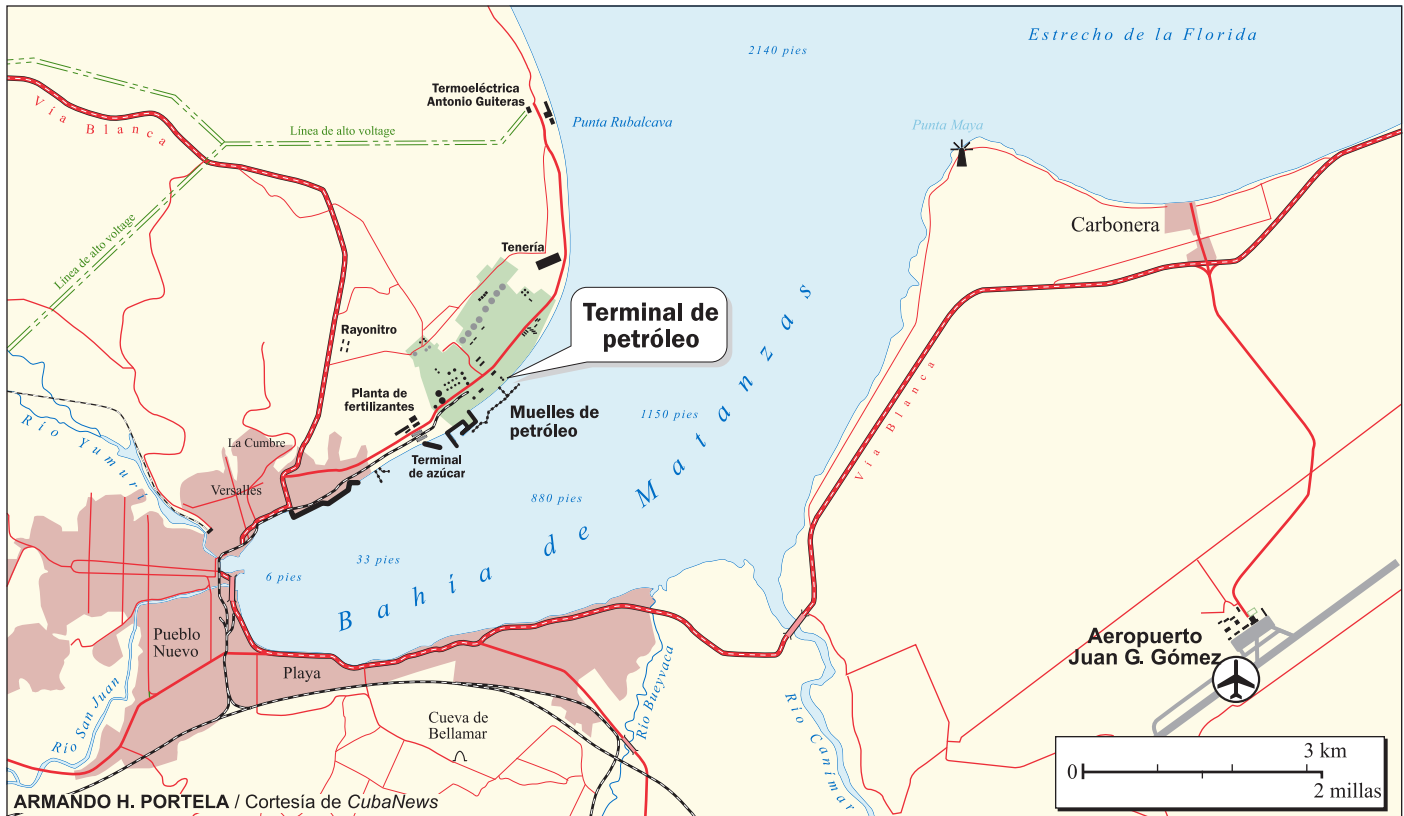 2140 pies
Estrecho de la Florida
Termoeléctrica
Antonio Guiteras
Vía Blanca
Línea de alto voltage
Punta Rubalcava
Punta Maya
Línea de alto voltage
Carbonera
Tenería
Terminal de
petróleo
Rayonitro
Planta de
fertilizantes
Muelles de
petróleo
1150 pies
Vía Blanca
Río Yumurí
La Cumbre
Terminal
de azúcar
Versalles
880 pies
Bahía de Matanzas
33 pies
6 pies
Pueblo
Nuevo
Playa
Aeropuerto
Juan G. Gómez
Río San Juan
Cueva de
Bellamar
Río Bueyvaca
Río Canímar
0
3 km
2 millas
ARMANDO H. PORTELA / Cortesía de CubaNews